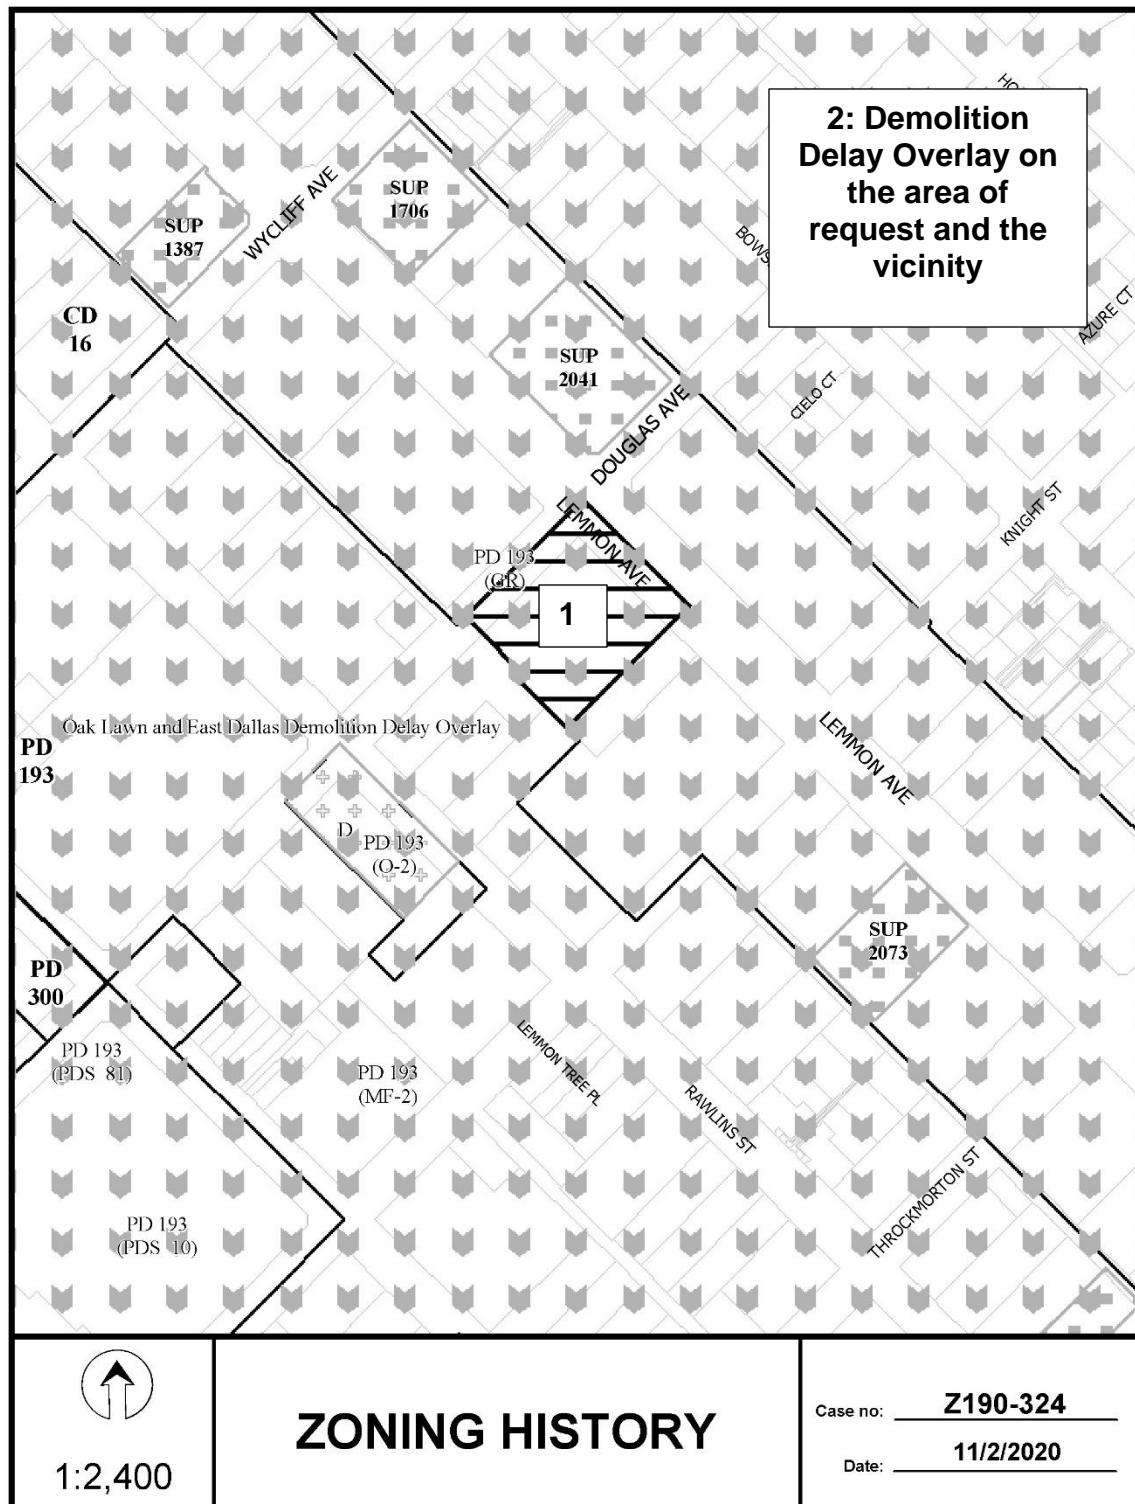 HO
2: Demolition
Delay Overlay on
the area of
request and the
vicinity
SUP
1706
WYCLIFF AVE
SUP
1387
BOWS
CD
16
AZURE CT
SUP
2041
CIELO CT
DOUGLAS AVE
KNIGHT ST
LEMMON AVE
PD 193
(GR)
1
Oak Lawn and East Dallas Demolition Delay Overlay
PD
193
LEMMON AVE
D
PD 193
(O-2)
SUP
2073
PD
300
PD 193
(PDS 81)
LEMMON TREE PL
PD 193
(MF-2)
RAWLINS ST
THROCKMORTON ST
PD 193
(PDS 10)
1:2,400
ZONING HISTORY
Case no: Z190-324
Date: 11/2/2020